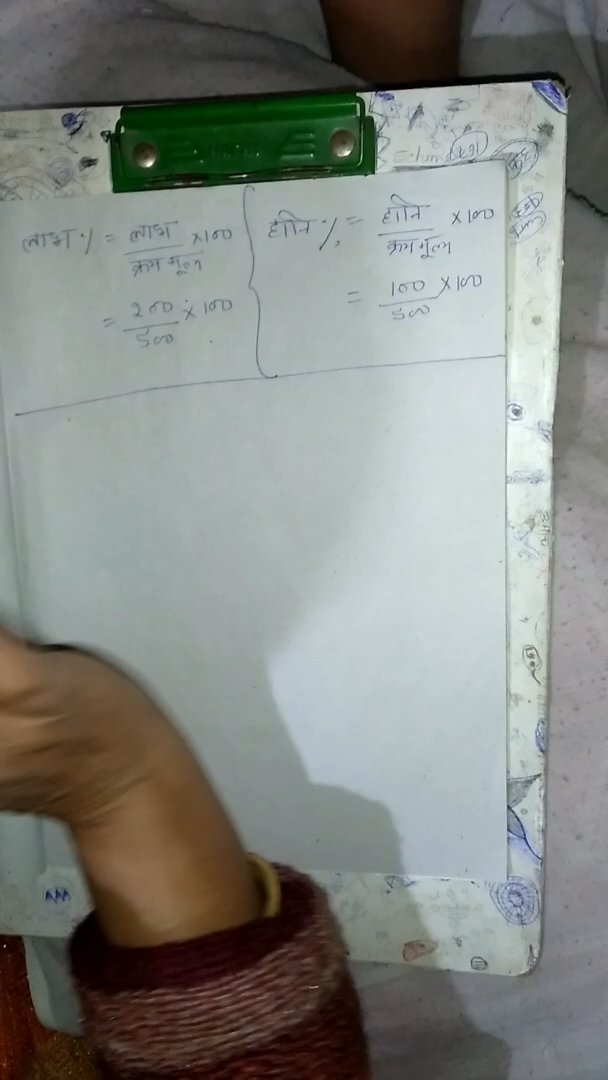 लाभ % = लाभ / क्रय मूल्य × 100
= 200 / 500 × 100
हानि % = हानि / क्रय मूल्य × 100
= 100 / 500 × 100